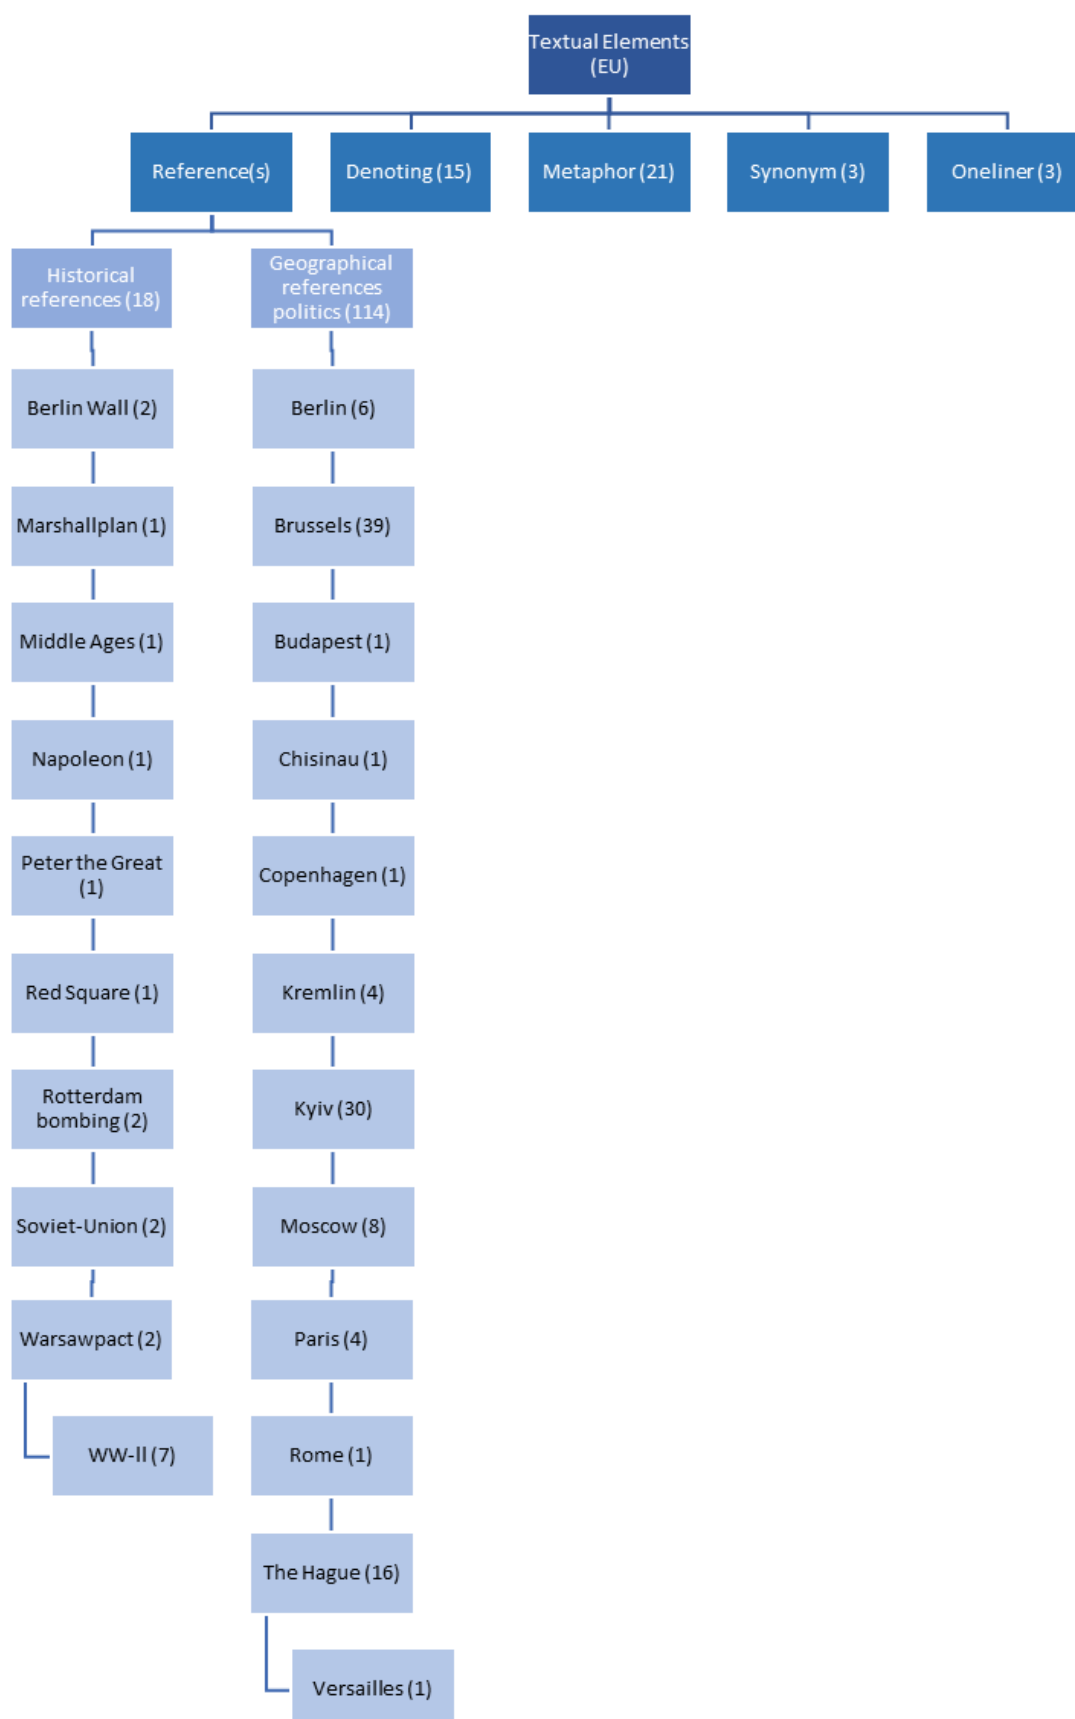 Textual Elements
(EU)
Reference(s)
Denoting (15)
Metaphor (21)
Synonym (3)
Oneliner (3)
Historical
references (18)
Geographical
references
politics (114)
Berlin Wall (2)
Berlin (6)
Marshallplan (1)
Brussels (39)
Middle Ages (1)
Budapest (1)
Napoleon (1)
Chisinau (1)
Peter the Great
(1)
Copenhagen (1)
Red Square (1)
Kremlin (4)
Rotterdam
bombing (2)
Kyiv (30)
Soviet-Union (2)
Moscow (8)
Warsawpact (2)
Paris (4)
WW-ll (7)
Rome (1)
The Hague (16)
Versailles (1)